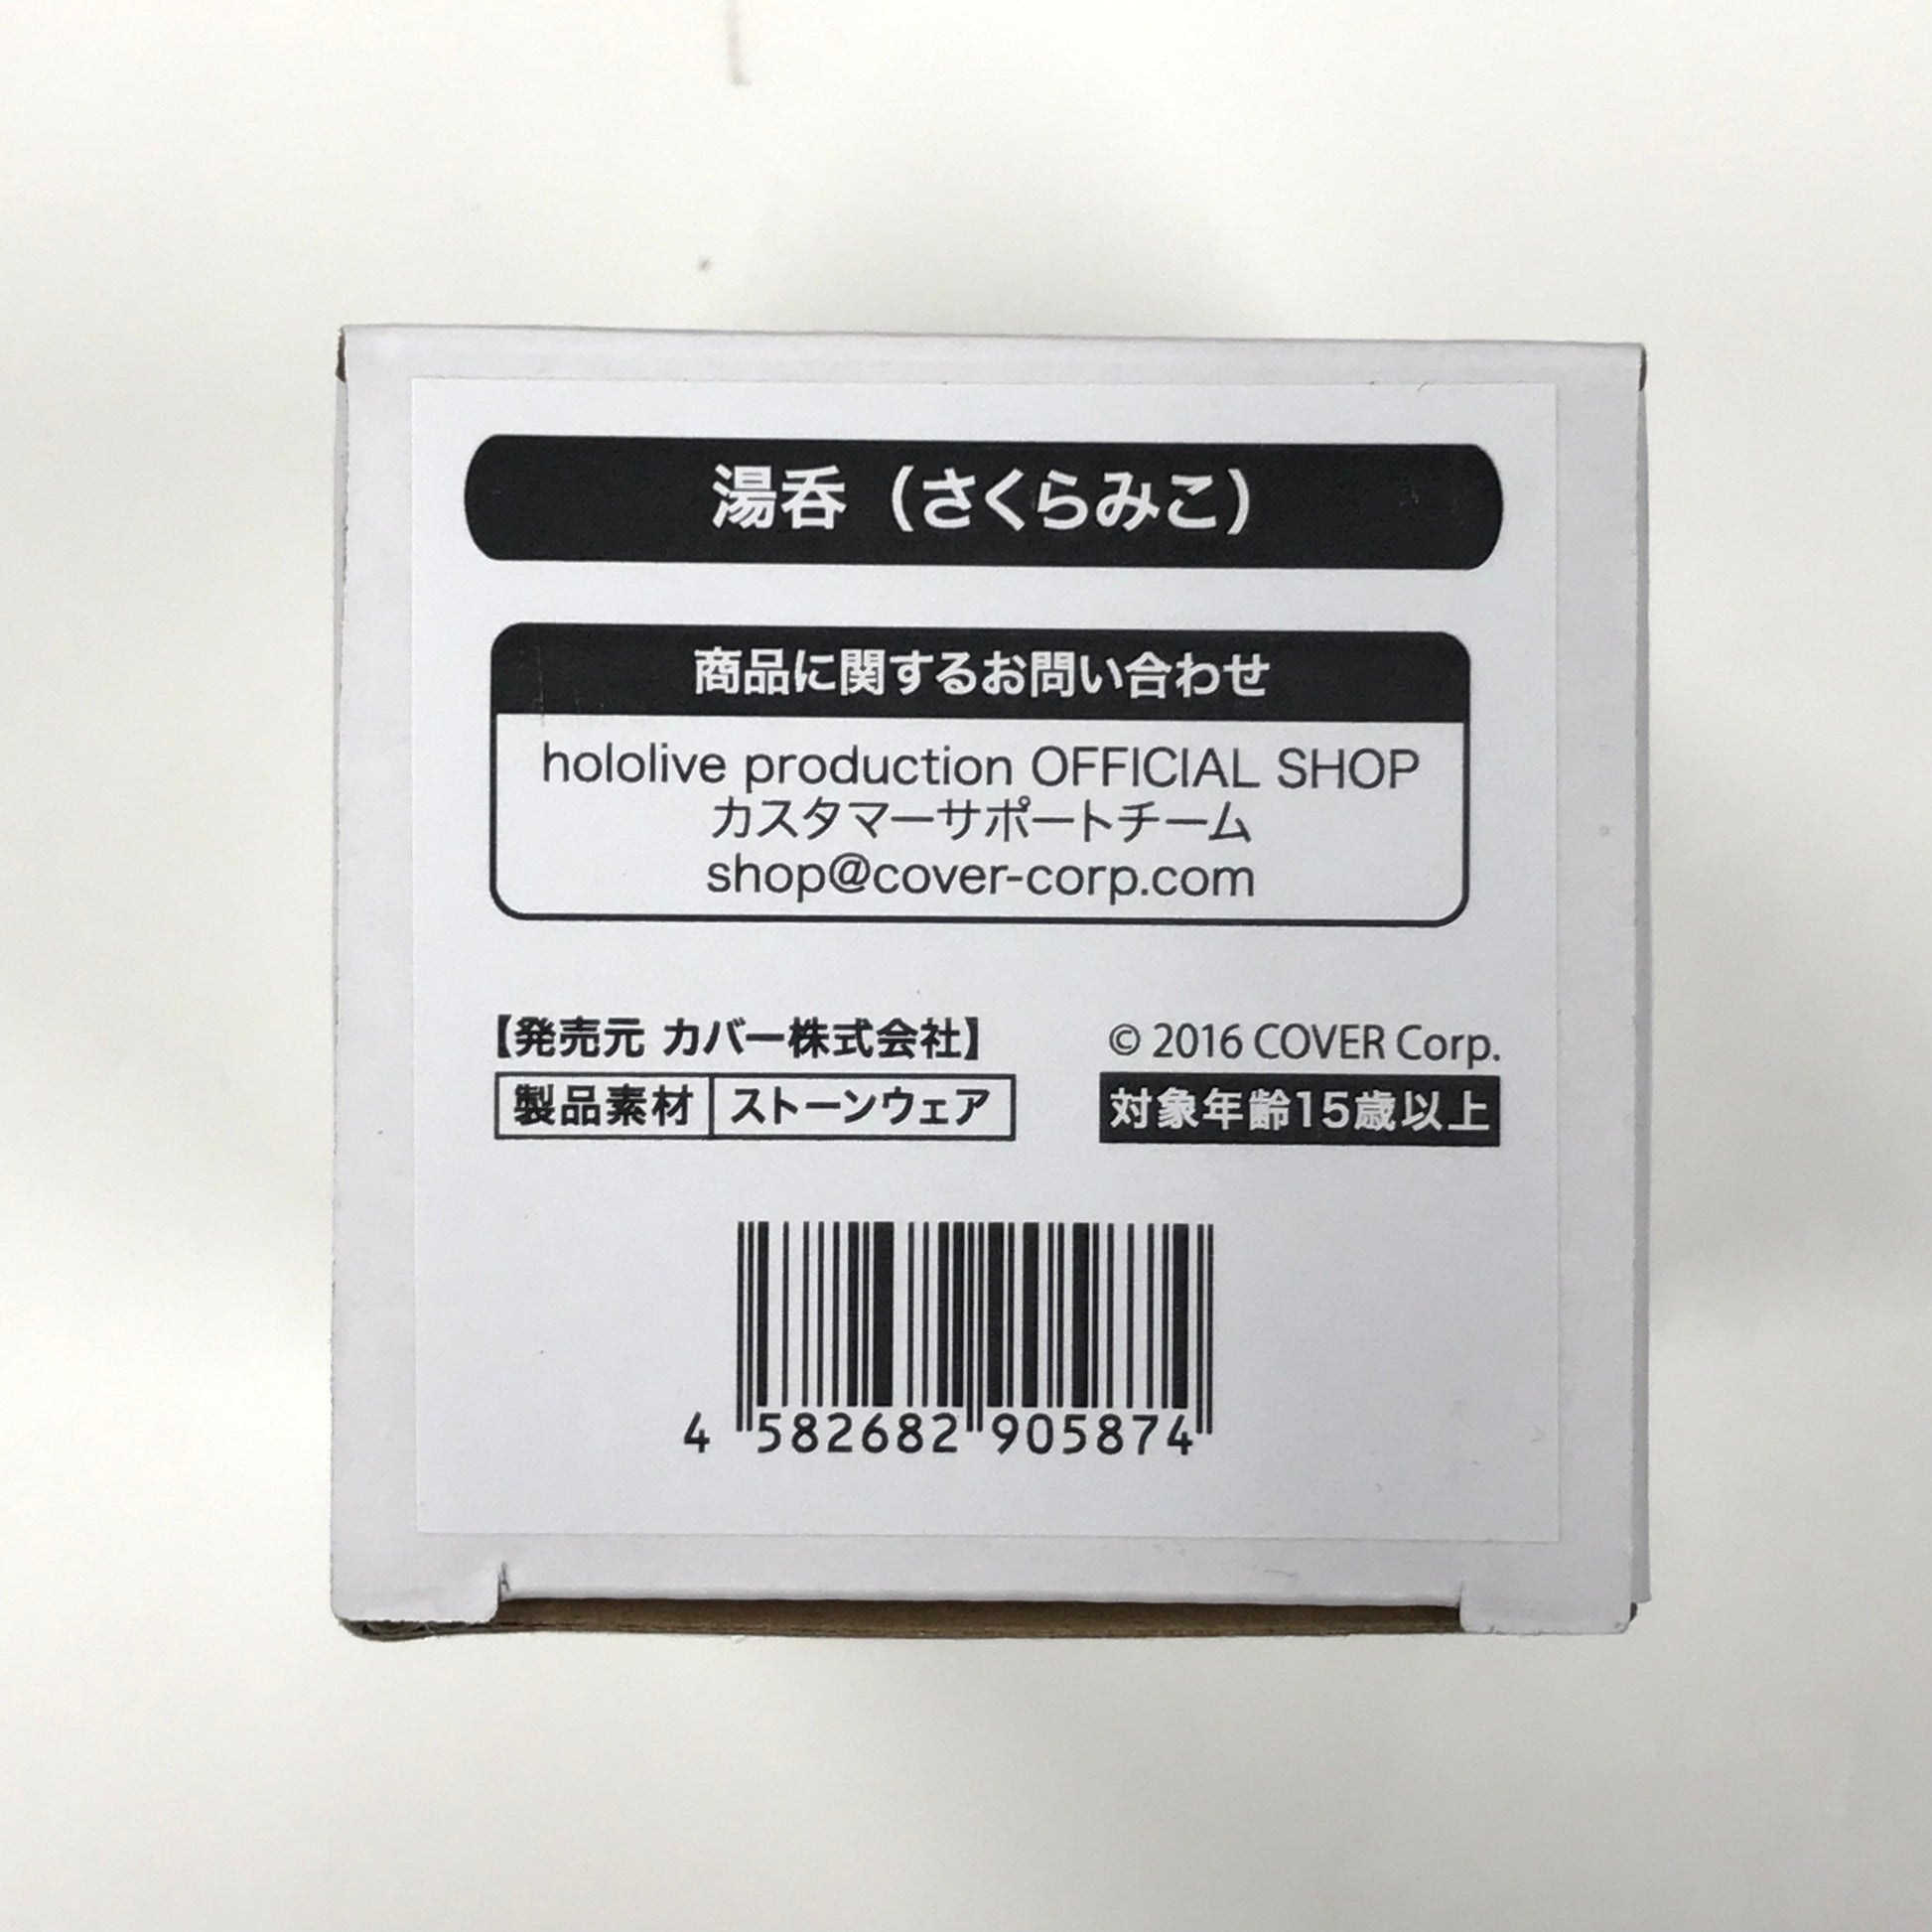 湯呑（さくらみこ）
商品に関するお問い合わせ
hololive production OFFICIAL SHOP
カスタマーサポートチーム
shop@cover-corp.com
【発売元 カバー株式会社】
© 2016 COVER Corp.
製品素材 ストーンウェア
対象年齢15歳以上
4 582682 905874